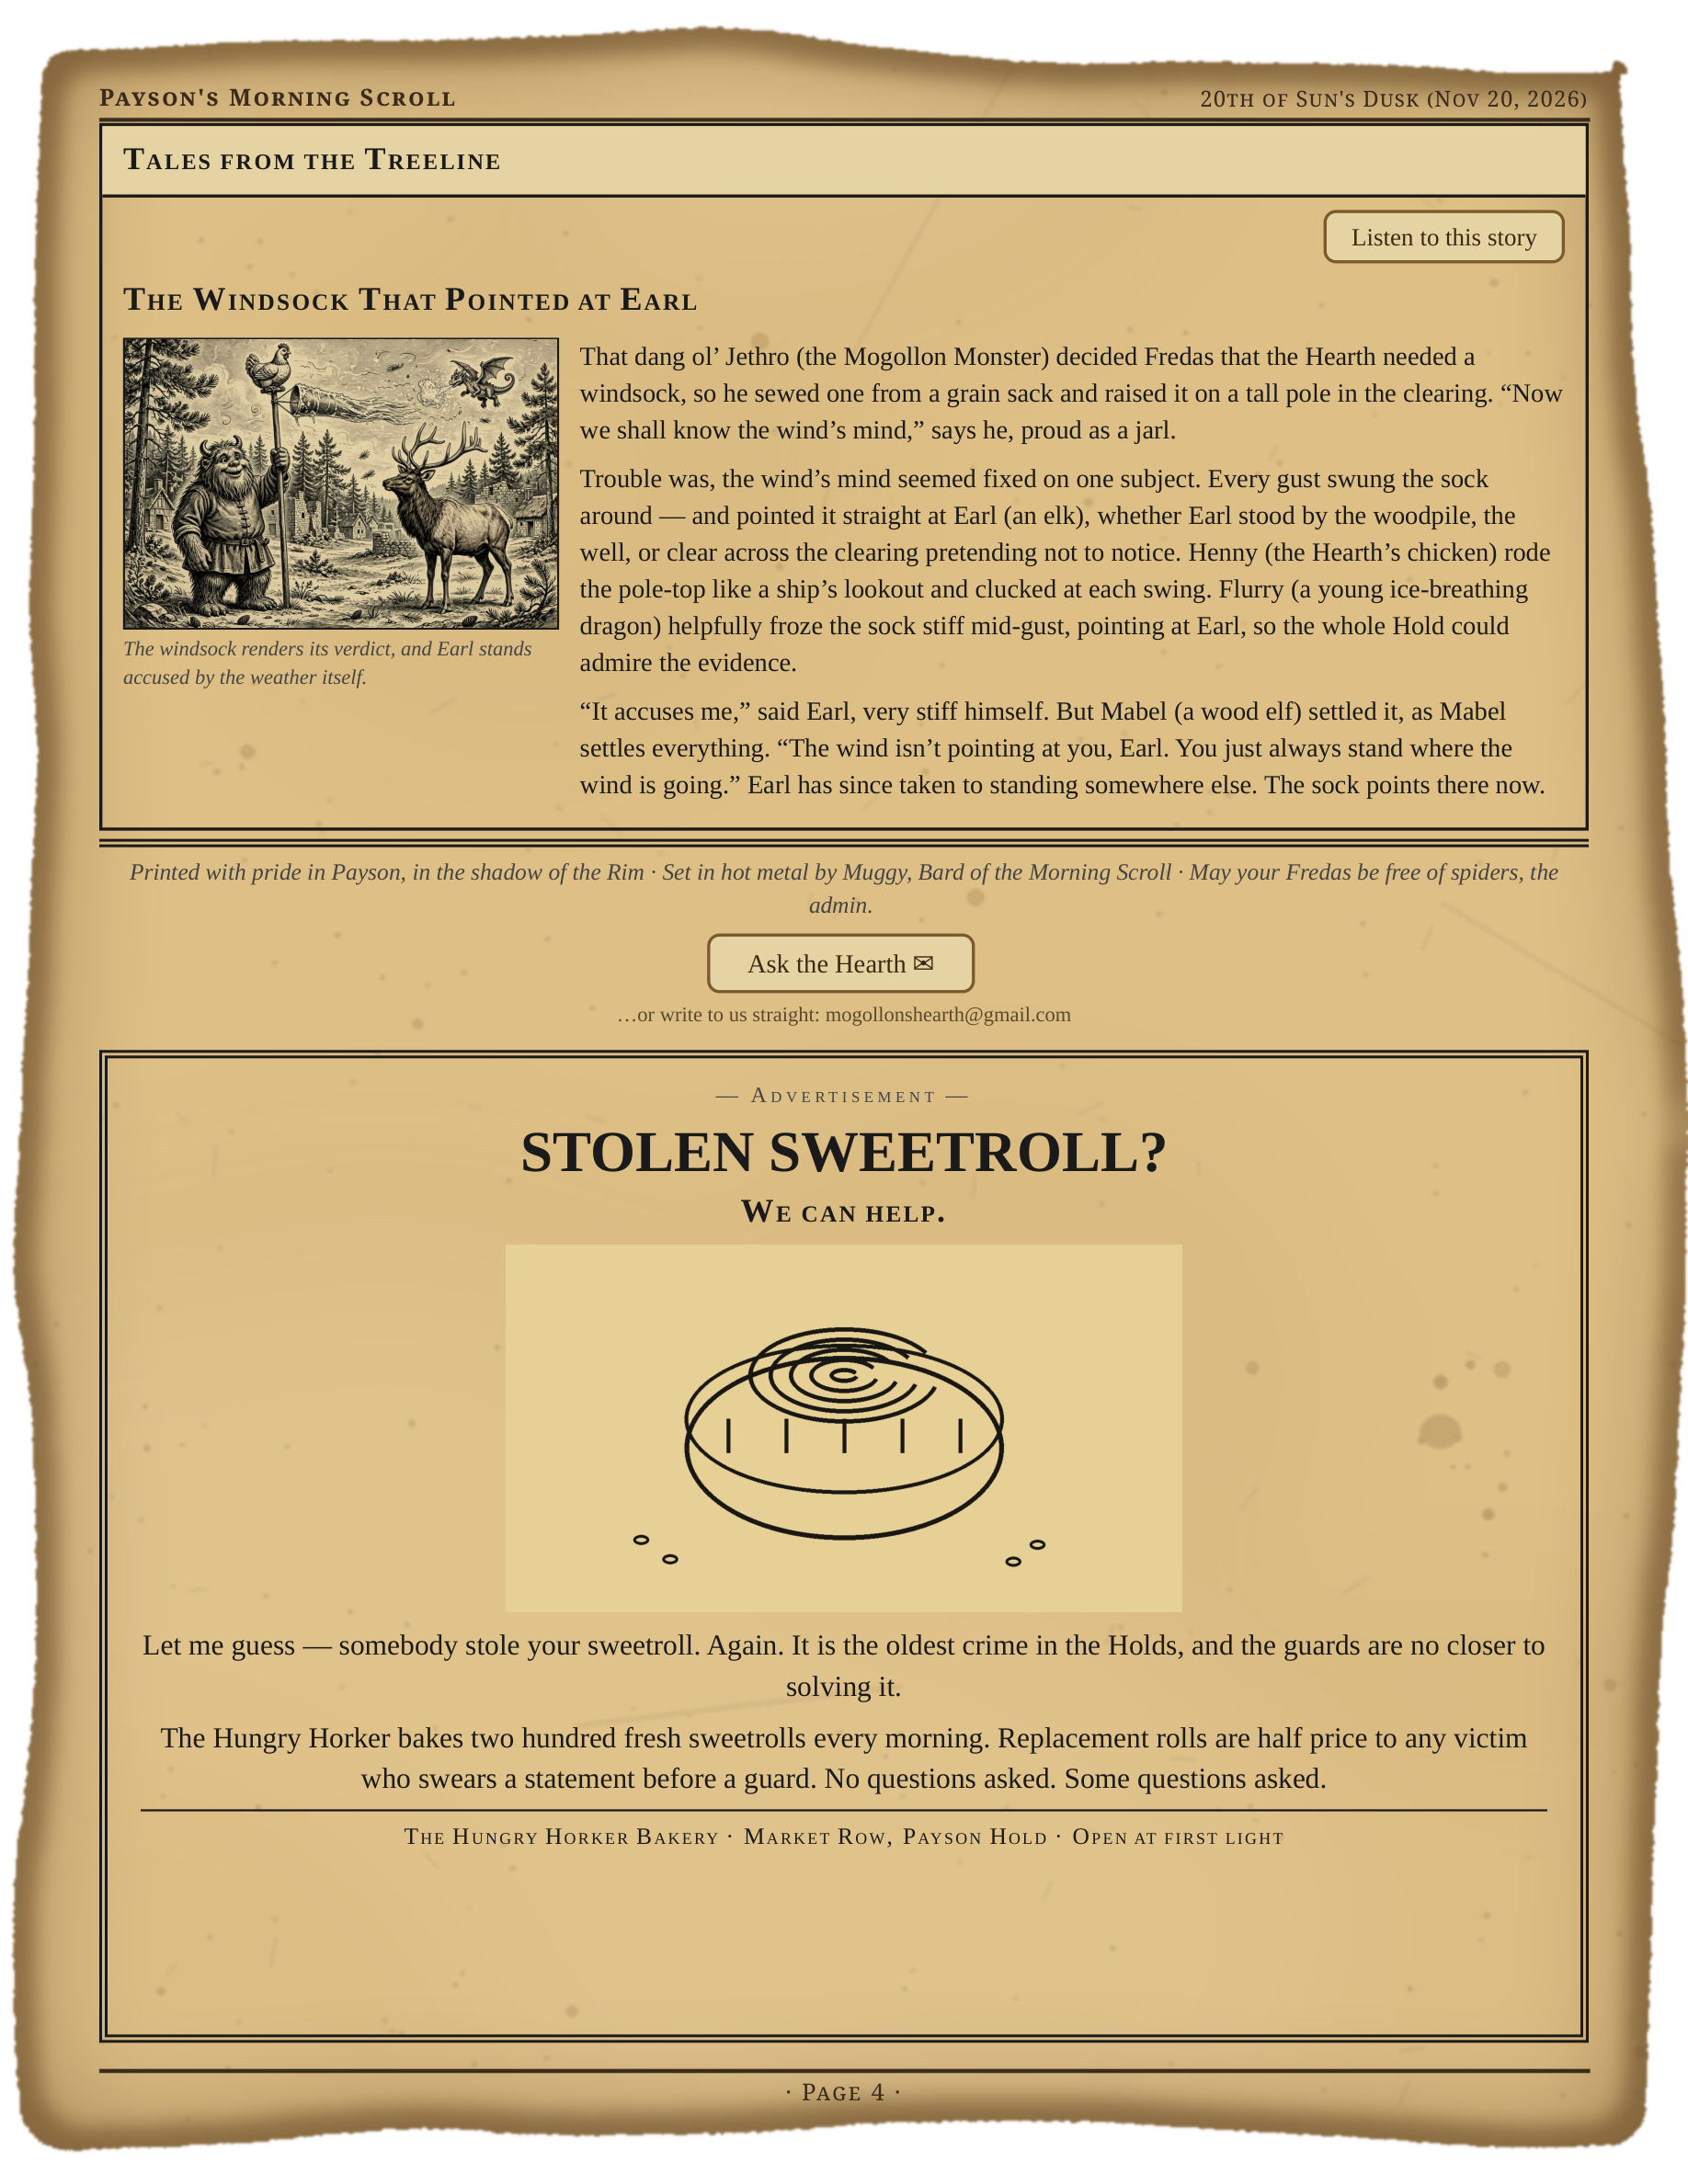 Payson's Morning Scroll
20th of Sun's Dusk (Nov 20, 2026)
Tales from the Treeline
Listen to this story
The Windsock That Pointed at Earl
That dang ol’ Jethro (the Mogollon Monster) decided Fredas that the Hearth needed a
windsock, so he sewed one from a grain sack and raised it on a tall pole in the clearing. “Now
we shall know the wind’s mind,” says he, proud as a jarl.
Trouble was, the wind’s mind seemed fixed on one subject. Every gust swung the sock
around — and pointed it straight at Earl (an elk), whether Earl stood by the woodpile, the
well, or clear across the clearing pretending not to notice. Henny (the Hearth’s chicken) rode
the pole-top like a ship’s lookout and clucked at each swing. Flurry (a young ice-breathing
dragon) helpfully froze the sock stiff mid-gust, pointing at Earl, so the whole Hold could
admire the evidence.
“It accuses me,” said Earl, very stiff himself. But Mabel (a wood elf) settled it, as Mabel
settles everything. “The wind isn’t pointing at you, Earl. You just always stand where the
wind is going.” Earl has since taken to standing somewhere else. The sock points there now.
The windsock renders its verdict, and Earl stands
accused by the weather itself.
Printed with pride in Payson, in the shadow of the Rim · Set in hot metal by Muggy, Bard of the Morning Scroll · May your Fredas be free of spiders, the
admin.
Ask the Hearth ✉
…or write to us straight: mogollonshearth@gmail.com
— Advertisement —
STOLEN SWEETROLL?
We can help.
Let me guess — somebody stole your sweetroll. Again. It is the oldest crime in the Holds, and the guards are no closer to
solving it.
The Hungry Horker bakes two hundred fresh sweetrolls every morning. Replacement rolls are half price to any victim
who swears a statement before a guard. No questions asked. Some questions asked.
The Hungry Horker Bakery · Market Row, Payson Hold · Open at first light
· Page 4 ·